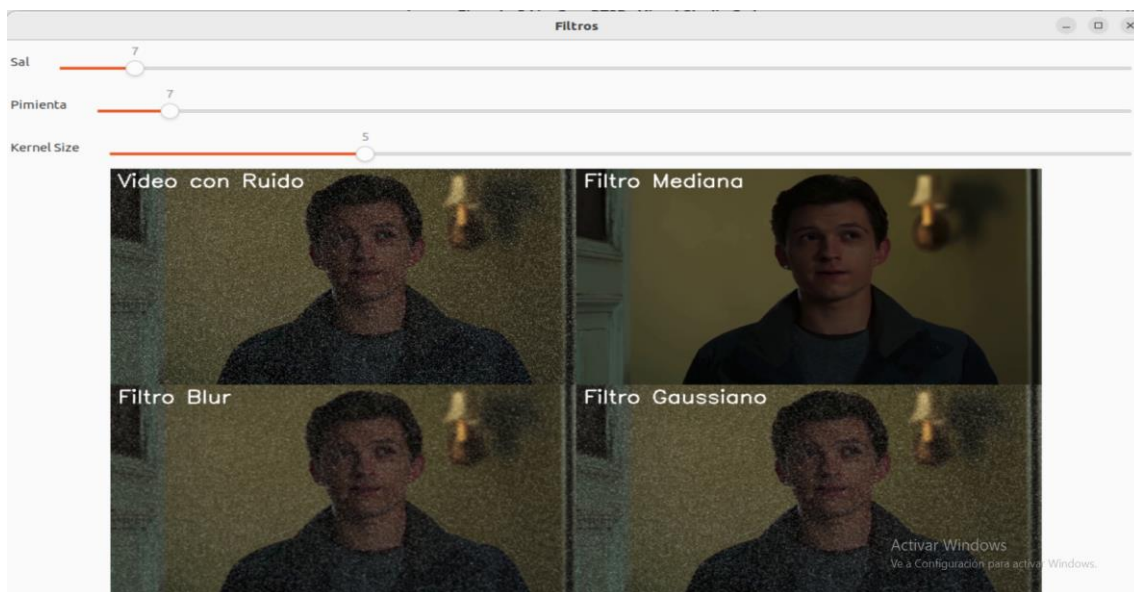 Filtros
7
Sal
7
Pimienta
5
Kernel Size
Video con Ruido
Filtro Mediana
Filtro Blur
Filtro Gaussiano
Activar Windows
Ve a Configuración para activar Windows.